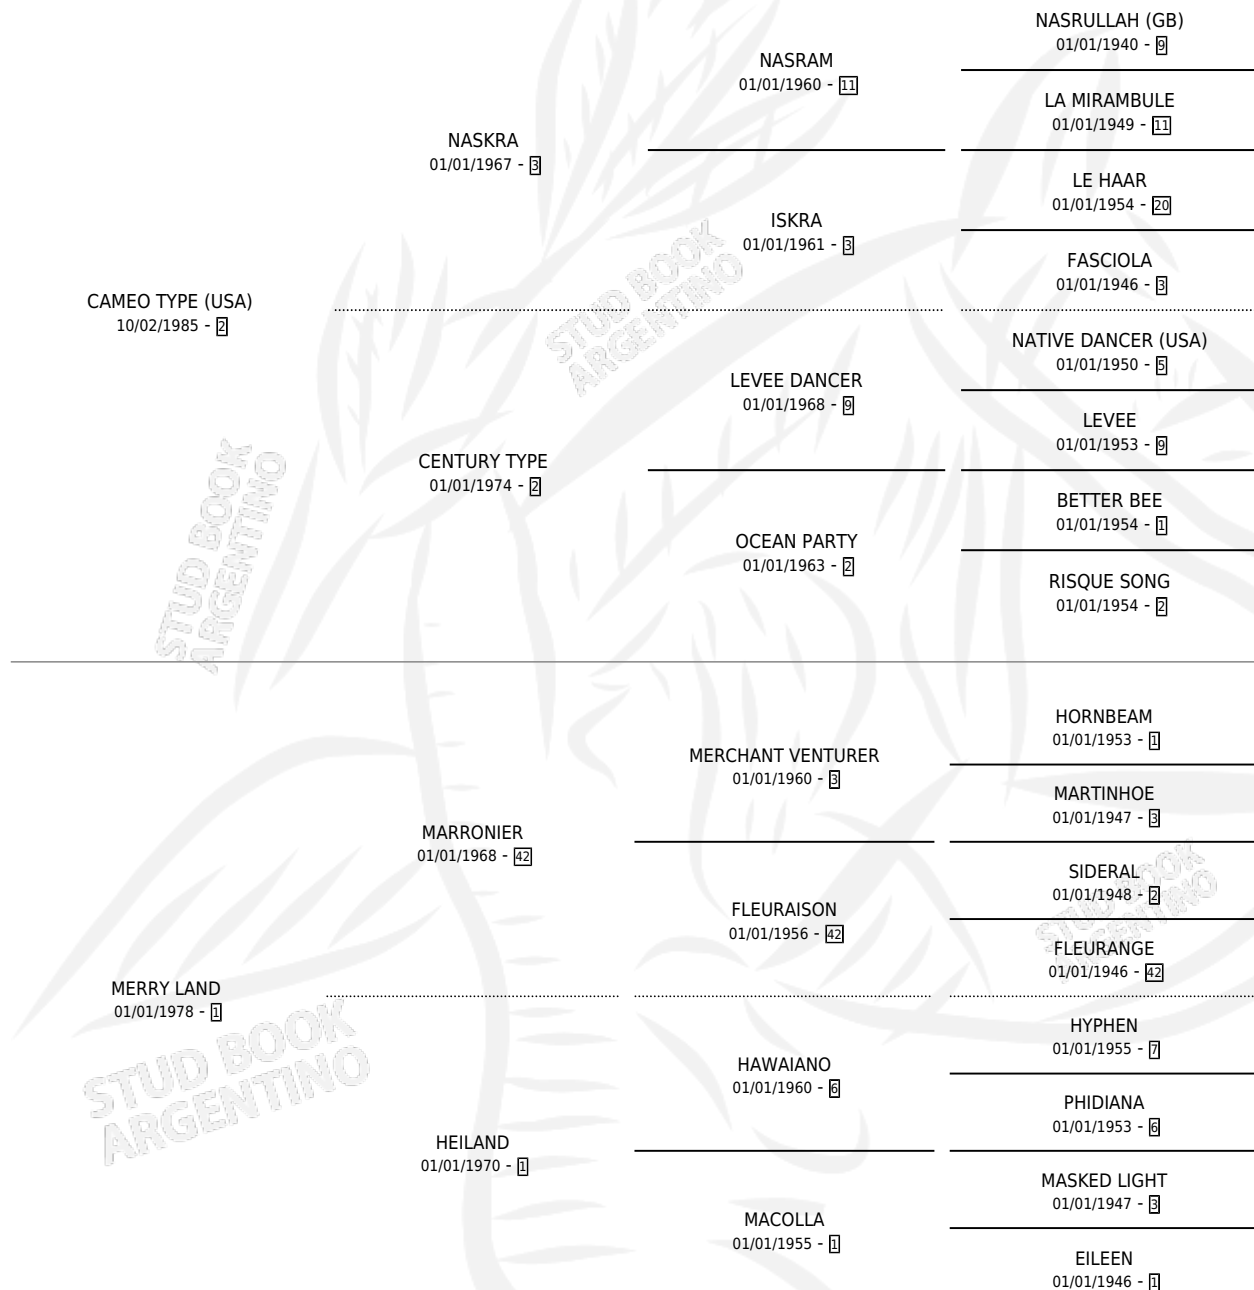 NASRULLAH (GB)
01/01/1940 - 9
NASRAM
01/01/1960 - 11
LA MIRAMBULE
01/01/1949 - 11
NASKRA
01/01/1967 - 3
LE HAAR
01/01/1954 - 20
ISKRA
01/01/1961 - 3
FASCIOLA
01/01/1946 - 3
CAMEO TYPE (USA)
10/02/1985 - 2
STUD BOOK
ARGENTINO
NATIVE DANCER (USA)
01/01/1950 - 5
LEVEE DANCER
01/01/1968 - 9
LEVEE
01/01/1953 - 9
CENTURY TYPE
01/01/1974 - 2
BETTER BEE
01/01/1954 - 1
OCEAN PARTY
01/01/1963 - 2
RISQUE SONG
01/01/1954 - 2
STUD BOOK
ARGENTINO
HORNBEAM
01/01/1953 - 1
MERCHANT VENTURER
01/01/1960 - 3
MARTINHOE
01/01/1947 - 3
MARRONIER
01/01/1968 - 42
SIDERAL
01/01/1948 - 2
FLEURAISON
01/01/1956 - 42
FLEURANGE
01/01/1946 - 42
STUD BOOK
ARGENTINO
MERRY LAND
01/01/1978 - 1
HYPHEN
01/01/1955 - 7
HAWAIANO
01/01/1960 - 6
PHIDIANA
01/01/1953 - 6
STUD BOOK
ARGENTINO
HEILAND
01/01/1970 - 1
MASKED LIGHT
01/01/1947 - 3
MACOLLA
01/01/1955 - 1
EILEEN
01/01/1946 - 1